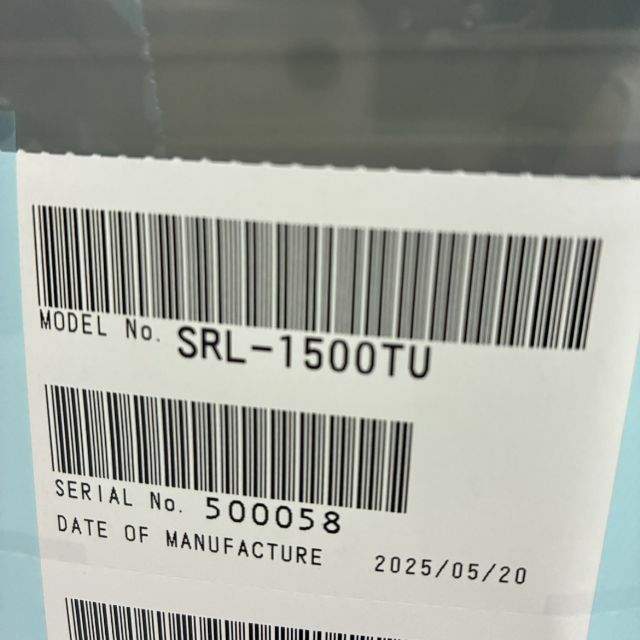 MODEL No. SRL-1500TU
SERIAL No. 500058
DATE OF MANUFACTURE 2025/05/20